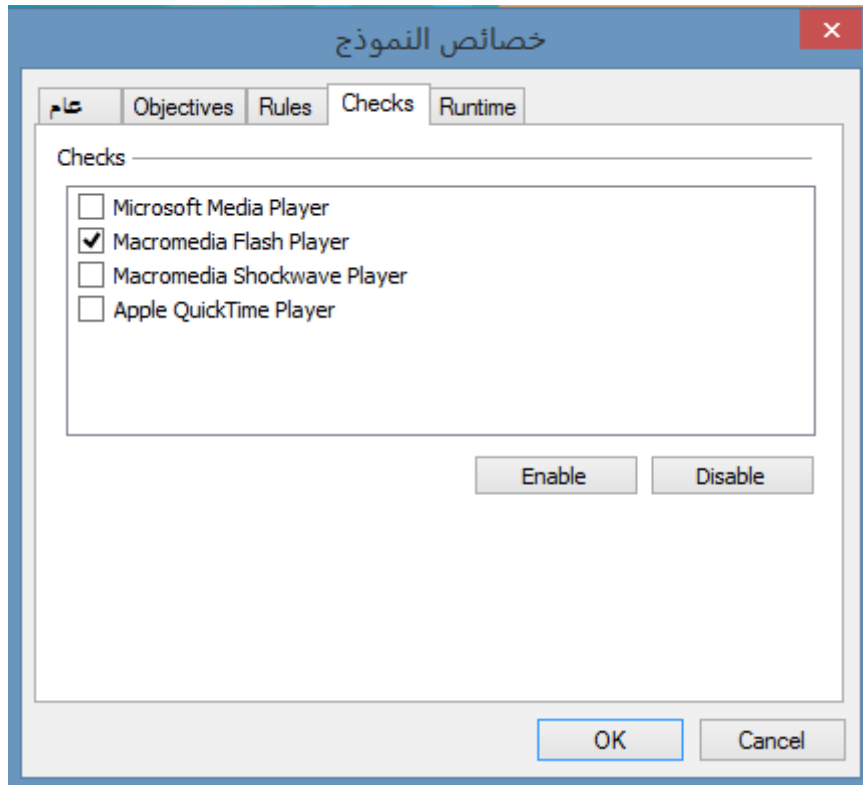 خصائص النموذج
عام Objectives Rules Checks Runtime
Checks
Microsoft Media Player
Macromedia Flash Player
Macromedia Shockwave Player
Apple QuickTime Player
Enable Disable
OK Cancel